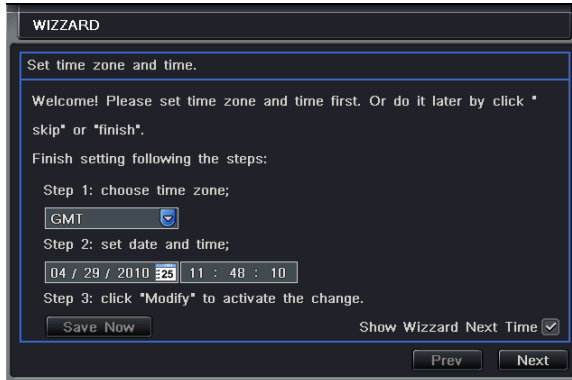 WIZZARD
Set time zone and time.
Welcome! Please set time zone and time first. Or do it later by click "
skip" or "finish".
Finish setting following the steps:
Step 1: choose time zone;
GMT
Step 2: set date and time;
04 / 29 / 2010 25 11 : 48 : 10
Step 3: click "Modify" to activate the change.
Save Now Show Wizzard Next Time
Prev Next